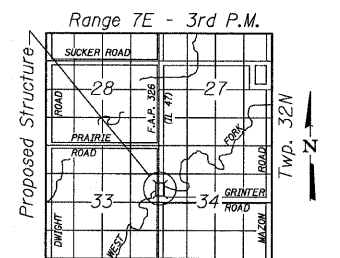 Range 7E - 3rd P.M.
Proposed Structure
SUCKER ROAD
28
27
ROAD
F.A.P. 326
(IL 47)
Twp. 32N
N
PRAIRIE
ROAD
FORK
ROAD
33
34
GRINTER
ROAD
DWIGHT
WEST
MAZON